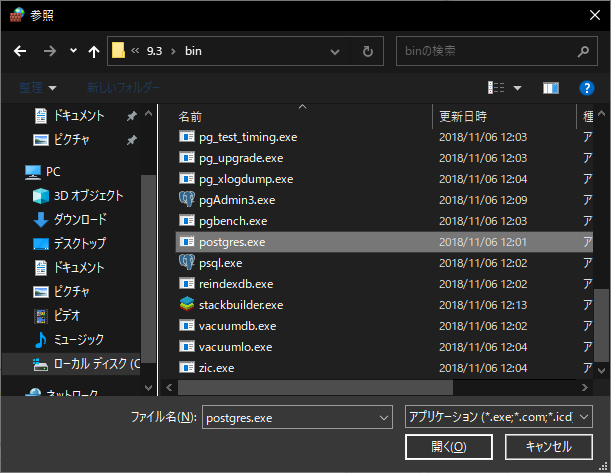 参照
« 9.3 › bin
binの検索
整理 新しいフォルダー
ドキュメント
ピクチャ
PC
3D オブジェクト
ダウンロード
デスクトップ
ドキュメント
ピクチャ
ビデオ
ミュージック
ローカル ディスク (C
ネットワーク
名前 更新日時 種
pg_test_timing.exe 2018/11/06 12:03 ア
pg_upgrade.exe 2018/11/06 12:03 ア
pg_xlogdump.exe 2018/11/06 12:04 ア
pgAdmin3.exe 2018/11/06 12:09 ア
pgbench.exe 2018/11/06 12:03 ア
postgres.exe 2018/11/06 12:01 ア
psql.exe 2018/11/06 12:02 ア
reindexdb.exe 2018/11/06 12:02 ア
stackbuilder.exe 2018/11/06 12:13 ア
vacuumdb.exe 2018/11/06 12:02 ア
vacuumlo.exe 2018/11/06 12:04 ア
zic.exe 2018/11/06 12:04 ア
ファイル名(N): postgres.exe アプリケーション (*.exe;*.com;*.icd
開く(O) キャンセル